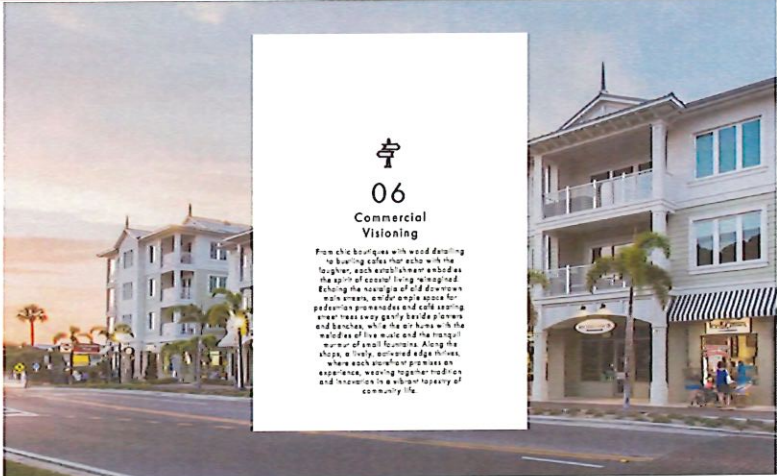 06
Commercial
Visioning
From chic boutiques with wood detailing
to bustling cafes that echo with the
laughter, each establishment embodies
the spirit of coastal living reimagined.
Echoing the nostalgia of old downtown
main streets, amidst ample space for
pedestrian promenades and café seating,
street trees sway gently beside planters
and benches, while the air hums with the
melodies of live music and the tranquil
murmur of small fountains. Along the
shops, a lively, activated edge thrives,
where each storefront promises an
experience, weaving together tradition
and innovation in a vibrant tapestry of
community life.